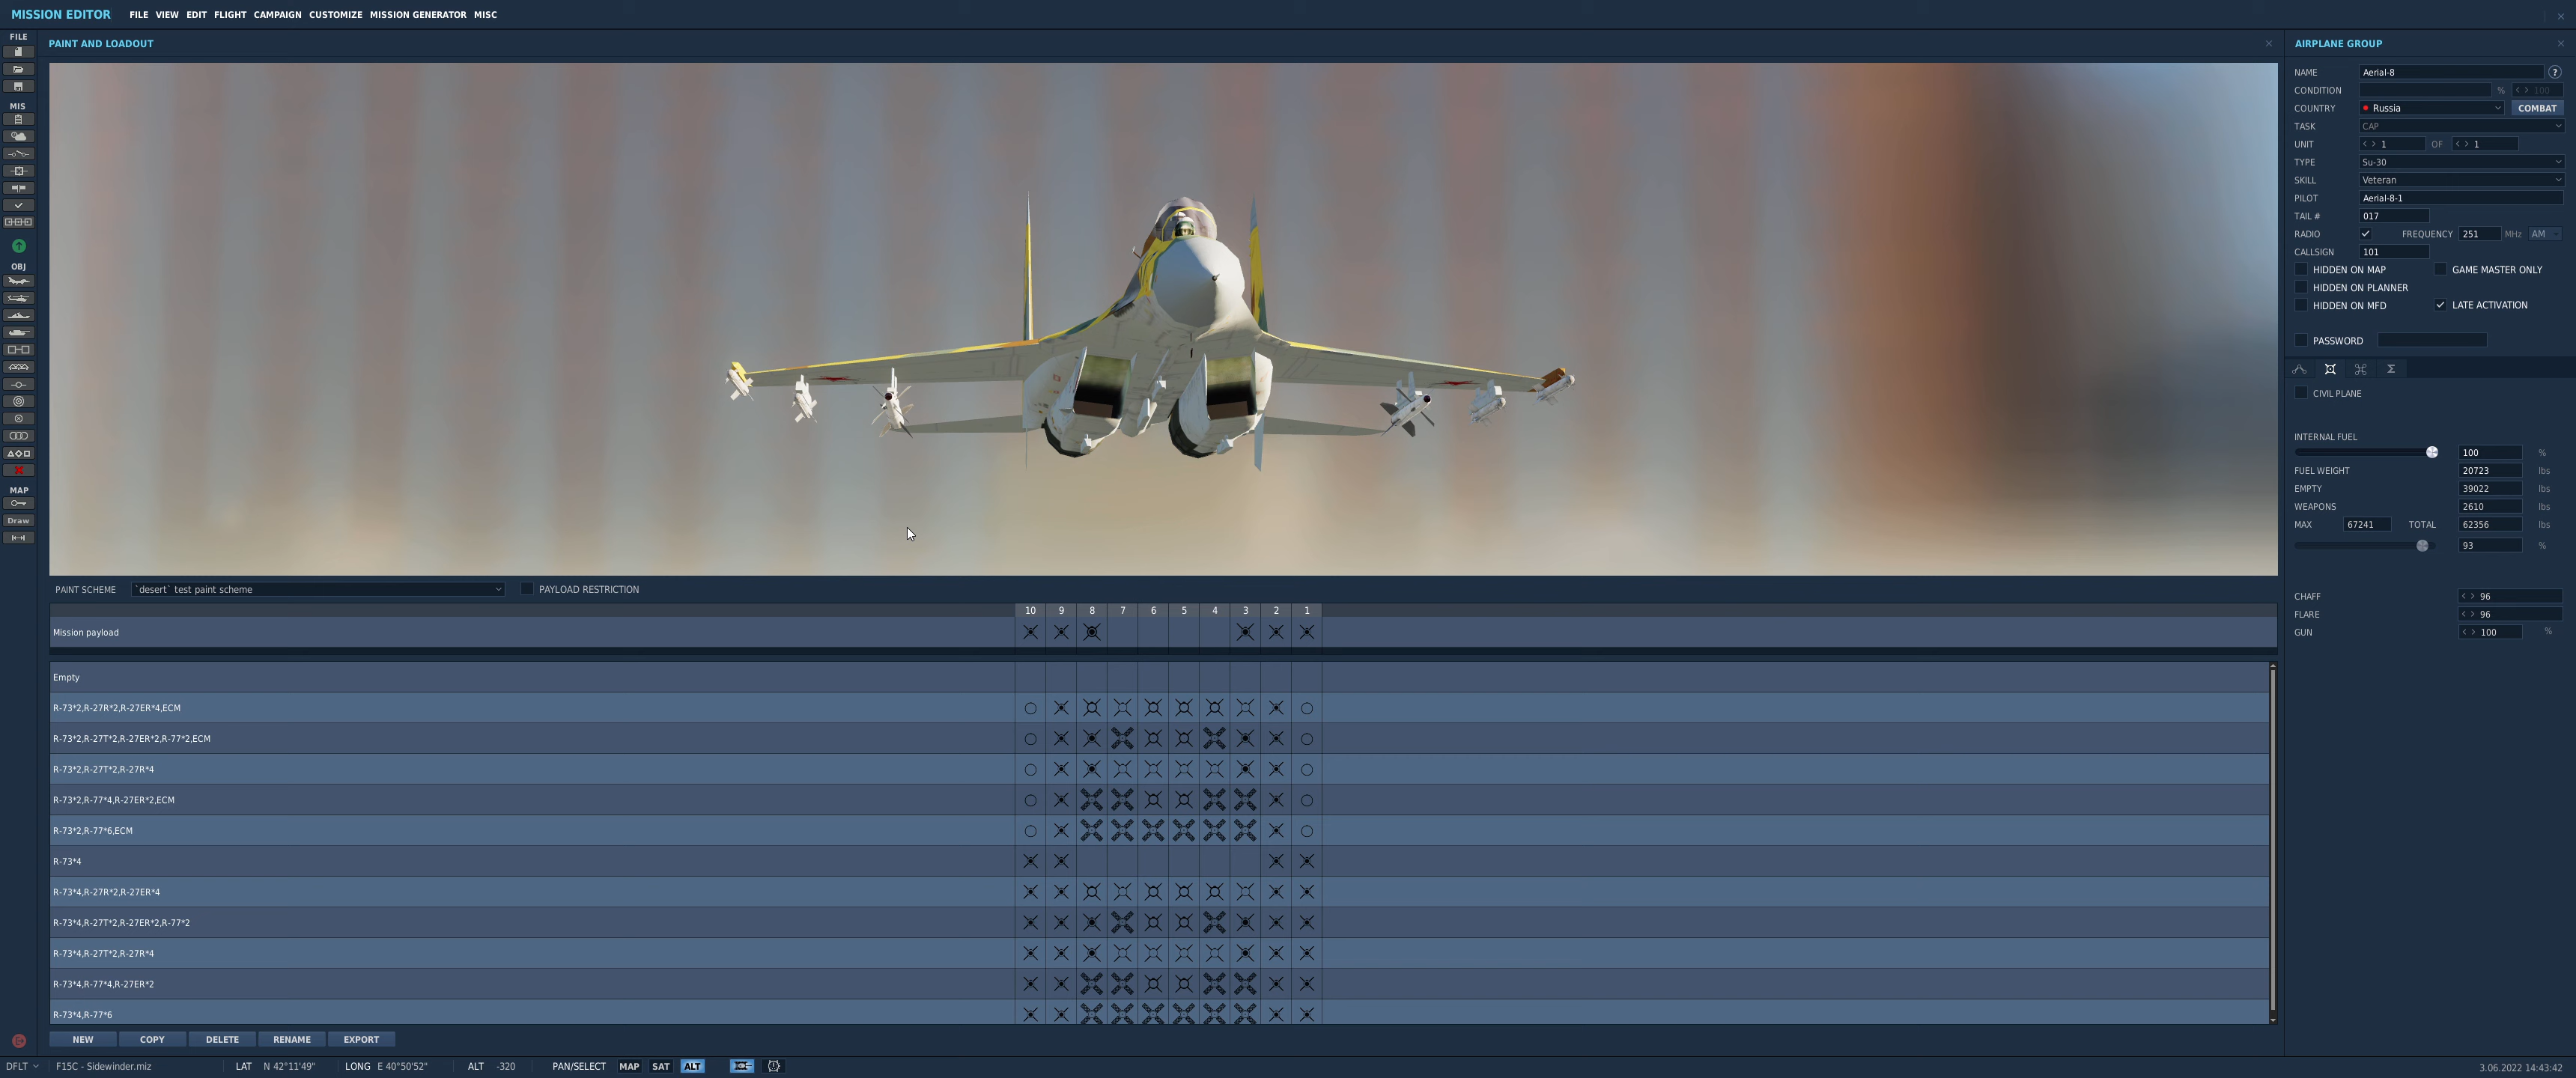 MISSION EDITOR FILE VIEW EDIT FLIGHT CAMPAIGN CUSTOMIZE MISSION GENERATOR MISC
FILE
MIS
OBJ
MAP
Draw
PAINT AND LOADOUT
PAINT SCHEME `desert` test paint scheme PAYLOAD RESTRICTION
10 9 8 7 6 5 4 3 2 1
Mission payload
Empty
R-73*2,R-27R*2,R-27ER*4,ECM
R-73*2,R-27T*2,R-27ER*2,R-77*2,ECM
R-73*2,R-27T*2,R-27R*4
R-73*2,R-77*4,R-27ER*2,ECM
R-73*2,R-77*6,ECM
R-73*4
R-73*4,R-27R*2,R-27ER*4
R-73*4,R-27T*2,R-27ER*2,R-77*2
R-73*4,R-27T*2,R-27R*4
R-73*4,R-77*4,R-27ER*2
R-73*4,R-77*6
NEW COPY DELETE RENAME EXPORT
AIRPLANE GROUP
NAME Aerial-8 ?
CONDITION % < > 100
COUNTRY Russia COMBAT
TASK CAP
UNIT < > 1 OF < > 1
TYPE Su-30
SKILL Veteran
PILOT Aerial-8-1
TAIL # 017
RADIO FREQUENCY 251 MHz AM
CALLSIGN 101
HIDDEN ON MAP GAME MASTER ONLY
HIDDEN ON PLANNER
HIDDEN ON MFD LATE ACTIVATION
PASSWORD
Σ
CIVIL PLANE
INTERNAL FUEL
100 %
FUEL WEIGHT 20723 lbs
EMPTY 39022 lbs
WEAPONS 2610 lbs
MAX 67241 TOTAL 62356 lbs
93 %
CHAFF < > 96
FLARE < > 96
GUN < > 100 %
DFLT F15C - Sidewinder.miz LAT N 42°11'49" LONG E 40°50'52" ALT -320 PAN/SELECT MAP SAT ALT 3.06.2022 14:43:42